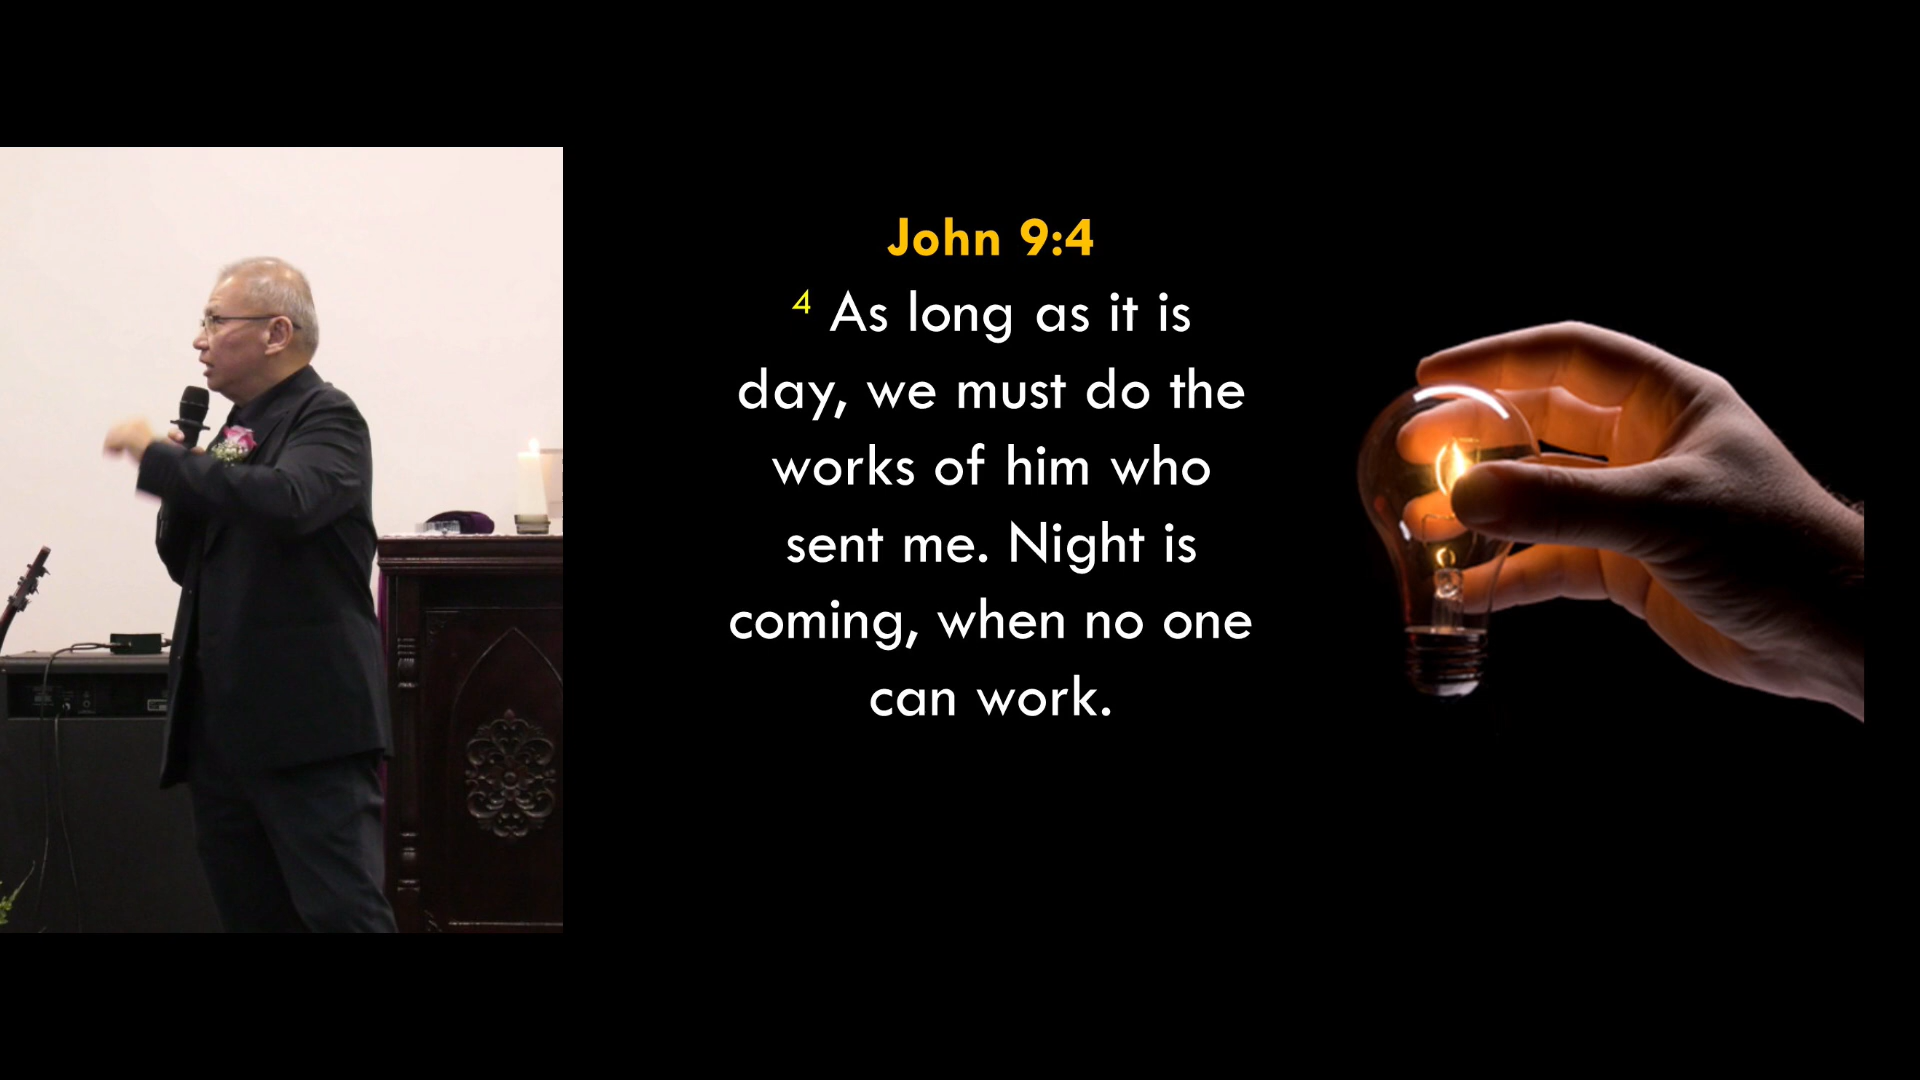 John 9:4
4 As long as it is
day, we must do the
works of him who
sent me. Night is
coming, when no one
can work.